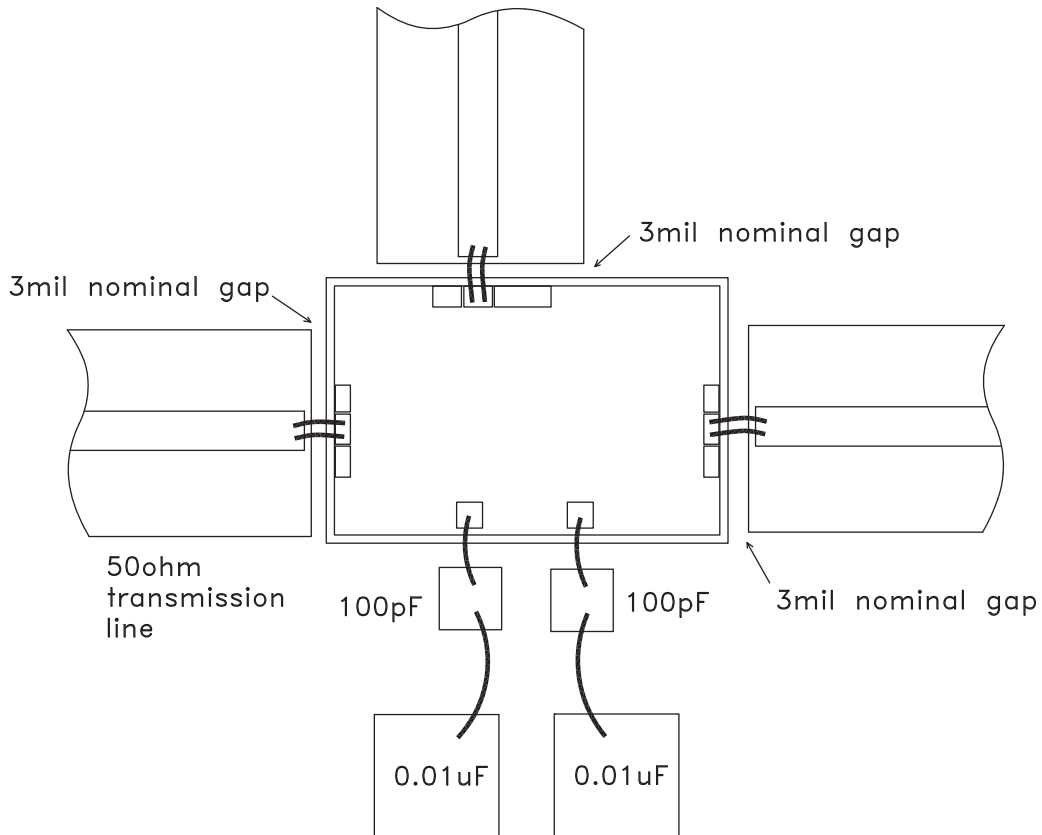 3mil nominal gap
3mil nominal gap
50ohm
transmission
line
100pF
100pF
3mil nominal gap
0.01uF
0.01uF